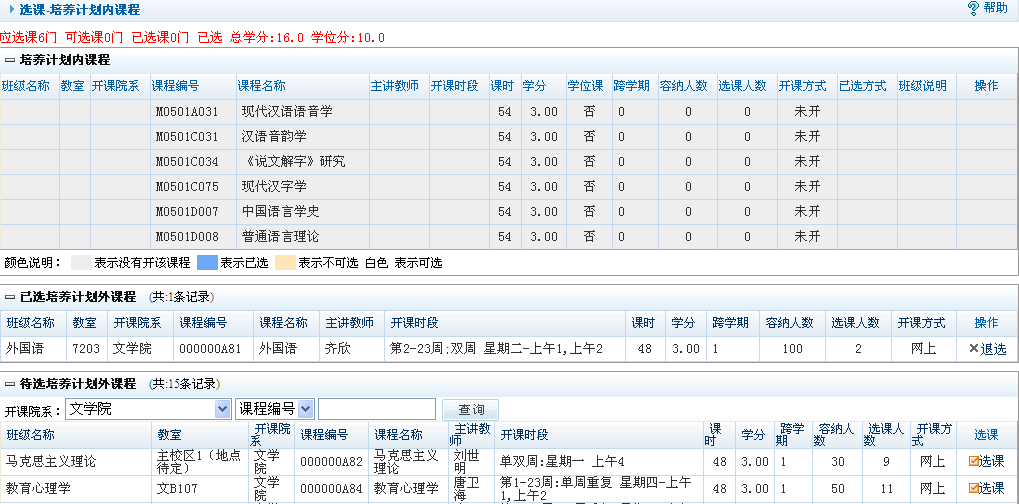 选课-培养计划内课程 帮助
应选课6门 可选课0门 已选课0门 已选 总学分:16.0 学位分:10.0
培养计划内课程
班级名称 教室 开课院系 课程编号 课程名称 主讲教师 开课时段 课时 学分 学位课 跨学期 容纳人数 选课人数 开课方式 已选方式 班级说明 操作
M0501A031 现代汉语语音学 54 3.00 否 0 0 0 未开
M0501C031 汉语音韵学 54 3.00 否 0 0 0 未开
M0501C034 《说文解字》研究 54 3.00 否 0 0 0 未开
M0501C075 现代汉字学 54 3.00 否 0 0 0 未开
M0501D007 中国语言学史 54 3.00 否 0 0 0 未开
M0501D008 普通语言理论 54 3.00 否 0 0 0 未开
颜色说明： 表示没有开该课程 表示已选 表示不可选 白色 表示可选
已选培养计划外课程 (共:1条记录)
班级名称 教室 开课院系 课程编号 课程名称 主讲教师 开课时段 课时 学分 跨学期 容纳人数 选课人数 开课方式 操作
外国语 7203 文学院 000000A81 外国语 齐欣 第2-23周;双周 星期二-上午1,上午2 48 3.00 1 100 2 网上 ×退选
待选培养计划外课程 (共:15条记录)
开课院系： 文学院 课程编号 查询
班级名称 教室 开课院系 课程编号 课程名称 主讲教师 开课时段 课时 学分 跨学期 容纳人数 选课人数 开课方式 选课
马克思主义理论 主校区1（地点待定） 文学院 000000A82 马克思主义理论 刘世明 单双周:星期一 上午4 48 3.00 1 30 9 网上 选课
教育心理学 文B107 文学院 000000A84 教育心理学 唐卫海 第1-23周:单周重复 星期四-上午1,上午2 48 3.00 1 50 11 网上 选课